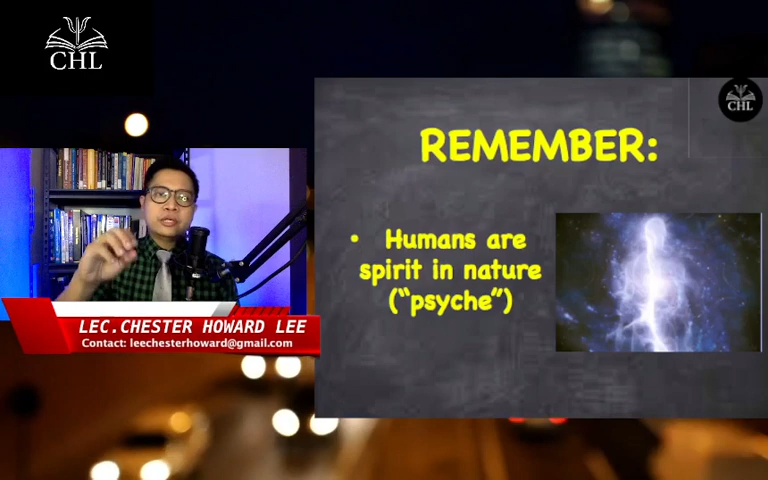 CHL
CHL
REMEMBER:
• Humans are
spirit in nature
("psyche")
LEC.CHESTER HOWARD LEE
Contact: leechesterhoward@gmail.com